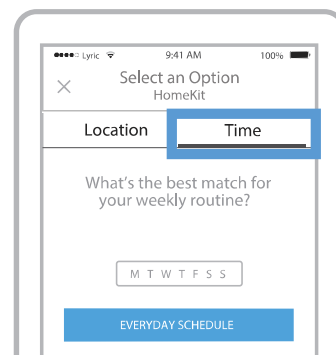 Lyric 9:41 AM 100%
Select an Option
HomeKit
Location Time
What's the best match for
your weekly routine?
M T W T F S S
EVERYDAY SCHEDULE